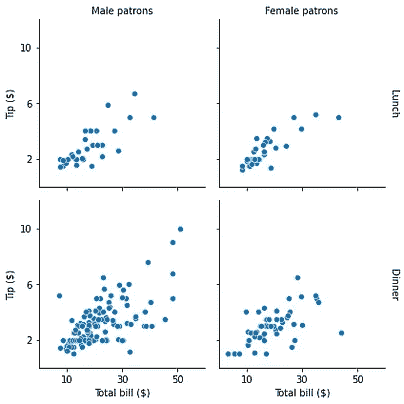 Male patrons
Female patrons
Tip ($)
10
6
2
Lunch
Tip ($)
10
6
2
Dinner
10
30
50
Total bill ($)
10
30
50
Total bill ($)